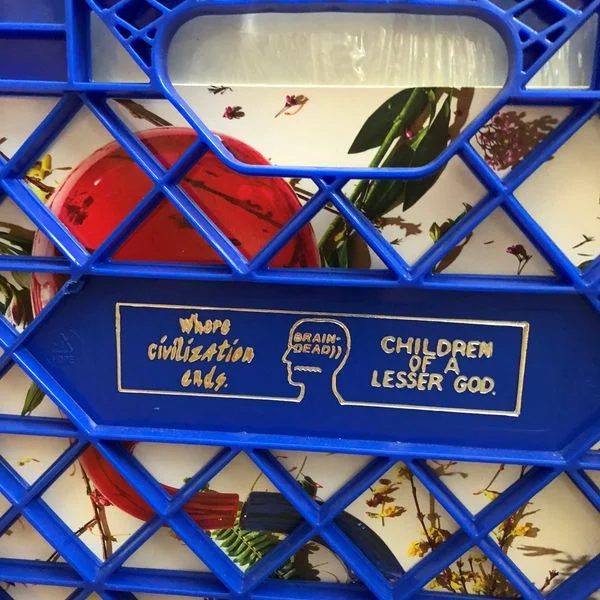 where
civilization
ends.
BRAIN-
DEAD))
CHILDREN
OF A
LESSER GOD.